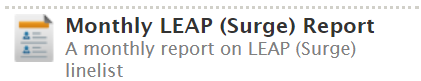 Monthly LEAP (Surge) Report
A monthly report on LEAP (Surge)
linelist